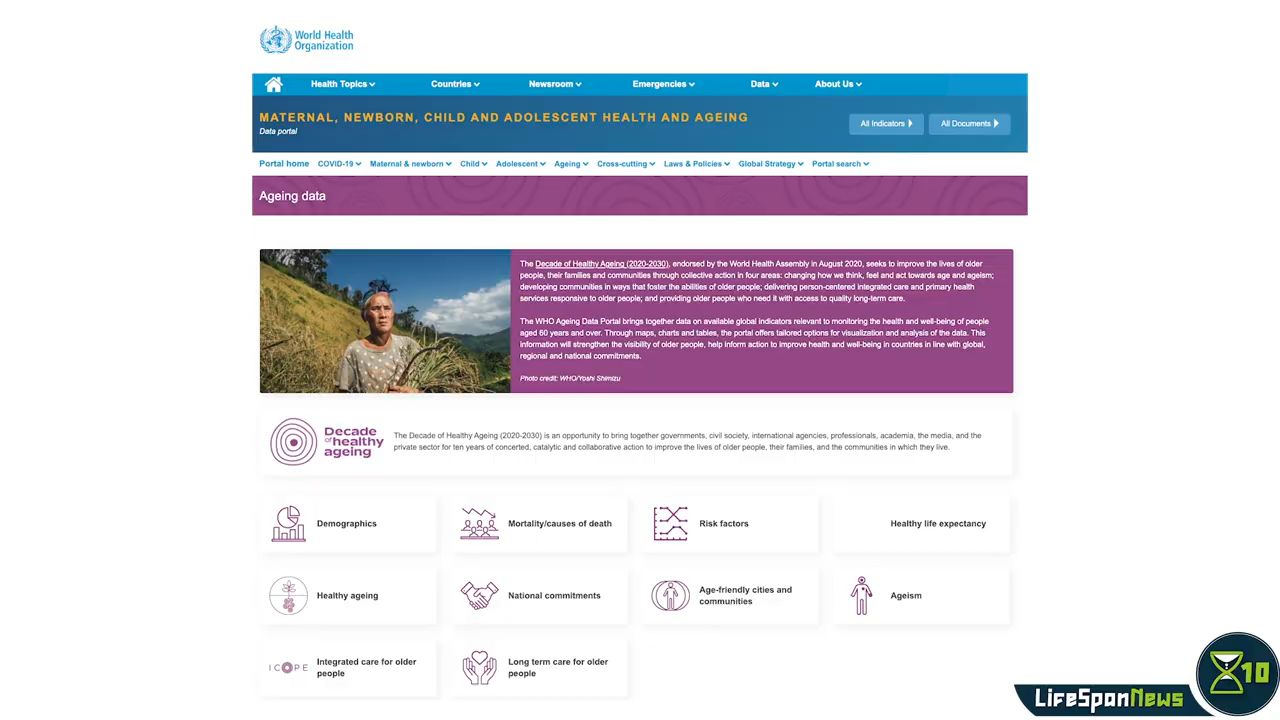 World Health
Organization
Health Topics
Countries
Newsroom
Emergencies
Data
About Us
MATERNAL, NEWBORN, CHILD AND ADOLESCENT HEALTH AND AGEING
Data portal
All Indicators
All Documents
Portal home
COVID-19
Maternal & newborn
Child
Adolescent
Ageing
Cross-cutting
Laws & Policies
Global Strategy
Portal search
Ageing data
The Decade of Healthy Ageing (2020-2030), endorsed by the World Health Assembly in August 2020, seeks to improve the lives of older
people, their families and communities through collective action in four areas: changing how we think, feel and act towards age and ageism;
developing communities in ways that foster the abilities of older people; delivering person-centered integrated care and primary health
services responsive to older people; and providing older people who need it with access to quality long-term care.
The WHO Ageing Data Portal brings together data on available global indicators relevant to monitoring the health and well-being of people
aged 60 years and over. Through maps, charts and tables, the portal offers tailored options for visualization and analysis of the data. This
information will strengthen the visibility of older people, help inform action to improve health and well-being in countries in line with global,
regional and national commitments.
Photo credit: WHO/Yoshi Shimizu
Decade
of healthy
ageing
The Decade of Healthy Ageing (2020-2030) is an opportunity to bring together governments, civil society, international agencies, professionals, academia, the media, and the
private sector for ten years of concerted, catalytic and collaborative action to improve the lives of older people, their families, and the communities in which they live.
Demographics
Mortality/causes of death
Risk factors
Healthy life expectancy
Healthy ageing
National commitments
Age-friendly cities and
communities
Ageism
ICOPE
Integrated care for older
people
Long term care for older
people
LifeSpanNews
10